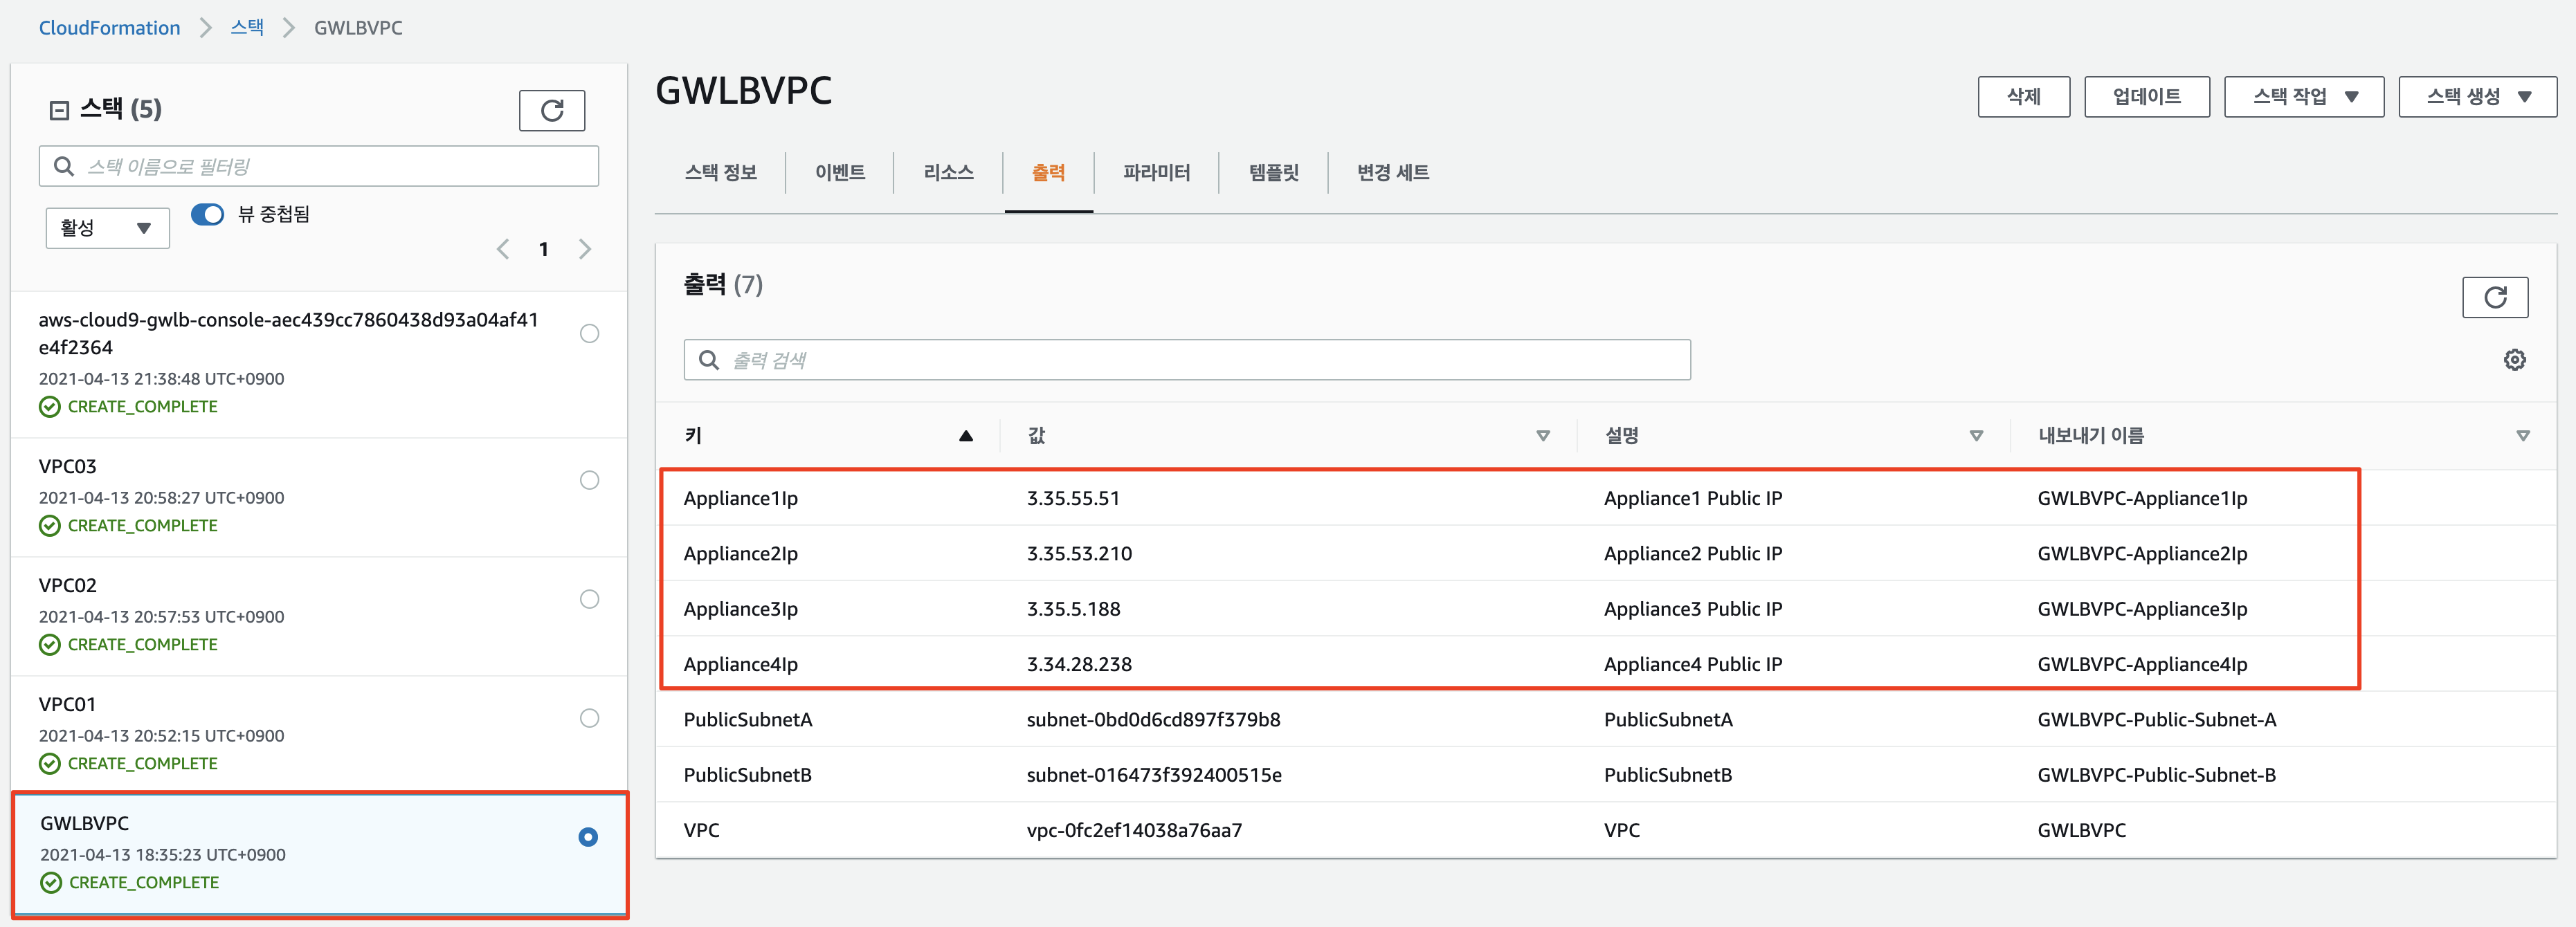 CloudFormation > 스택 > GWLBVPC
스택 (5)
스택 이름으로 필터링
활성
뷰 중첩됨
1
aws-cloud9-gwlb-console-aec439cc7860438d93a04af41
e4f2364
2021-04-13 21:38:48 UTC+0900
CREATE_COMPLETE
VPC03
2021-04-13 20:58:27 UTC+0900
CREATE_COMPLETE
VPC02
2021-04-13 20:57:53 UTC+0900
CREATE_COMPLETE
VPC01
2021-04-13 20:52:15 UTC+0900
CREATE_COMPLETE
GWLBVPC
2021-04-13 18:35:23 UTC+0900
CREATE_COMPLETE
GWLBVPC
삭제 업데이트 스택 작업 스택 생성
스택 정보 이벤트 리소스 출력 파라미터 템플릿 변경 세트
출력 (7)
출력 검색
키 값 설명 내보내기 이름
Appliance1Ip 3.35.55.51 Appliance1 Public IP GWLBVPC-Appliance1Ip
Appliance2Ip 3.35.53.210 Appliance2 Public IP GWLBVPC-Appliance2Ip
Appliance3Ip 3.35.5.188 Appliance3 Public IP GWLBVPC-Appliance3Ip
Appliance4Ip 3.34.28.238 Appliance4 Public IP GWLBVPC-Appliance4Ip
PublicSubnetA subnet-0bd0d6cd897f379b8 PublicSubnetA GWLBVPC-Public-Subnet-A
PublicSubnetB subnet-016473f392400515e PublicSubnetB GWLBVPC-Public-Subnet-B
VPC vpc-0fc2ef14038a76aa7 VPC GWLBVPC